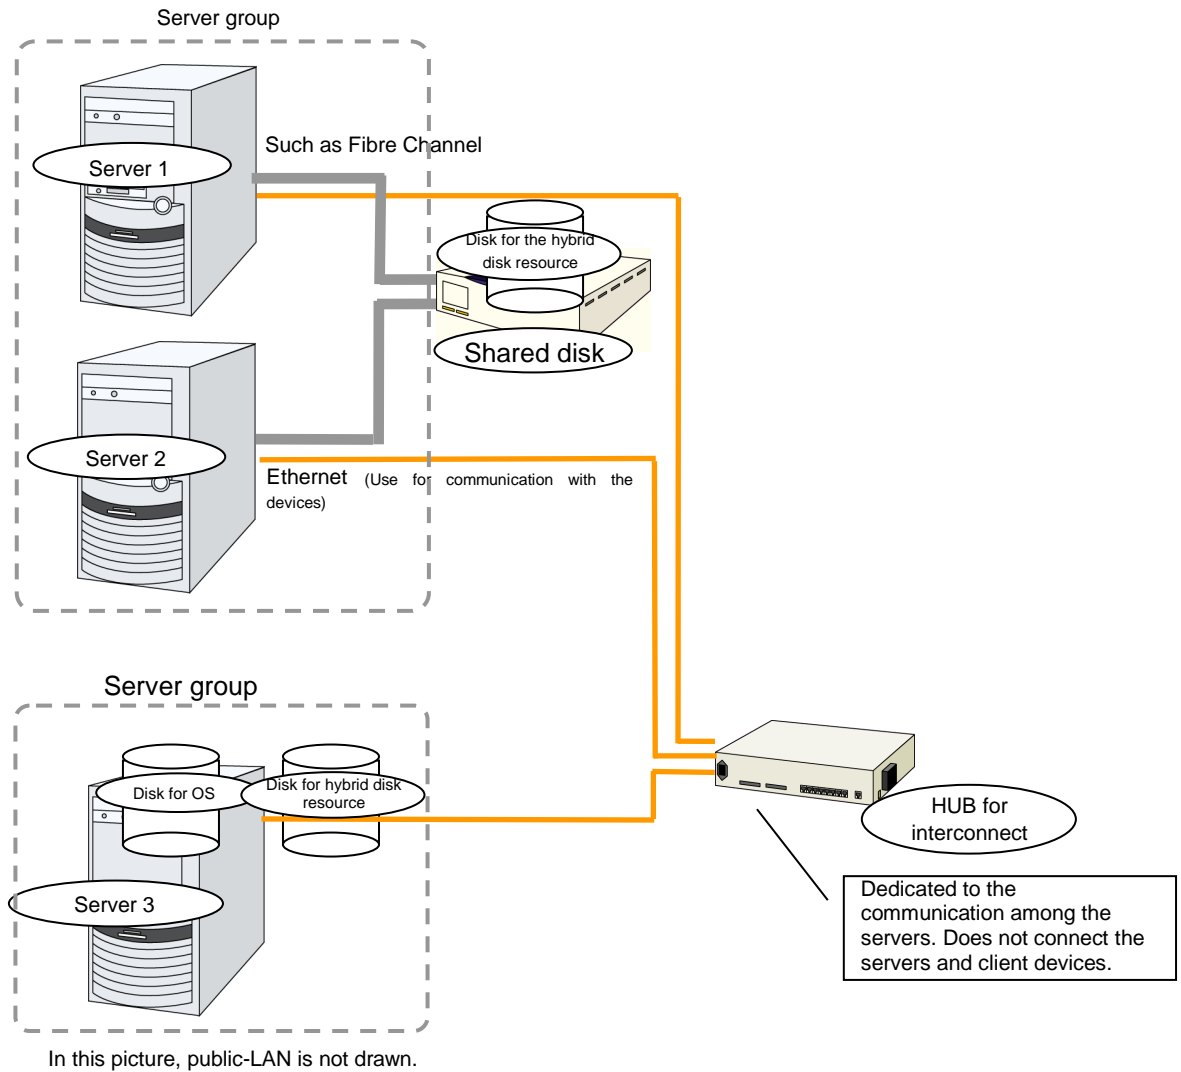 Server group
Such as Fibre Channel
Server 1
Disk for the hybrid
disk resource
Shared disk
Server 2
Ethernet (Use for communication with the
devices)
Server group
Disk for OS
Disk for hybrid disk
resource
HUB for
interconnect
Server 3
Dedicated to the
communication among the
servers. Does not connect the
servers and client devices.
In this picture, public-LAN is not drawn.